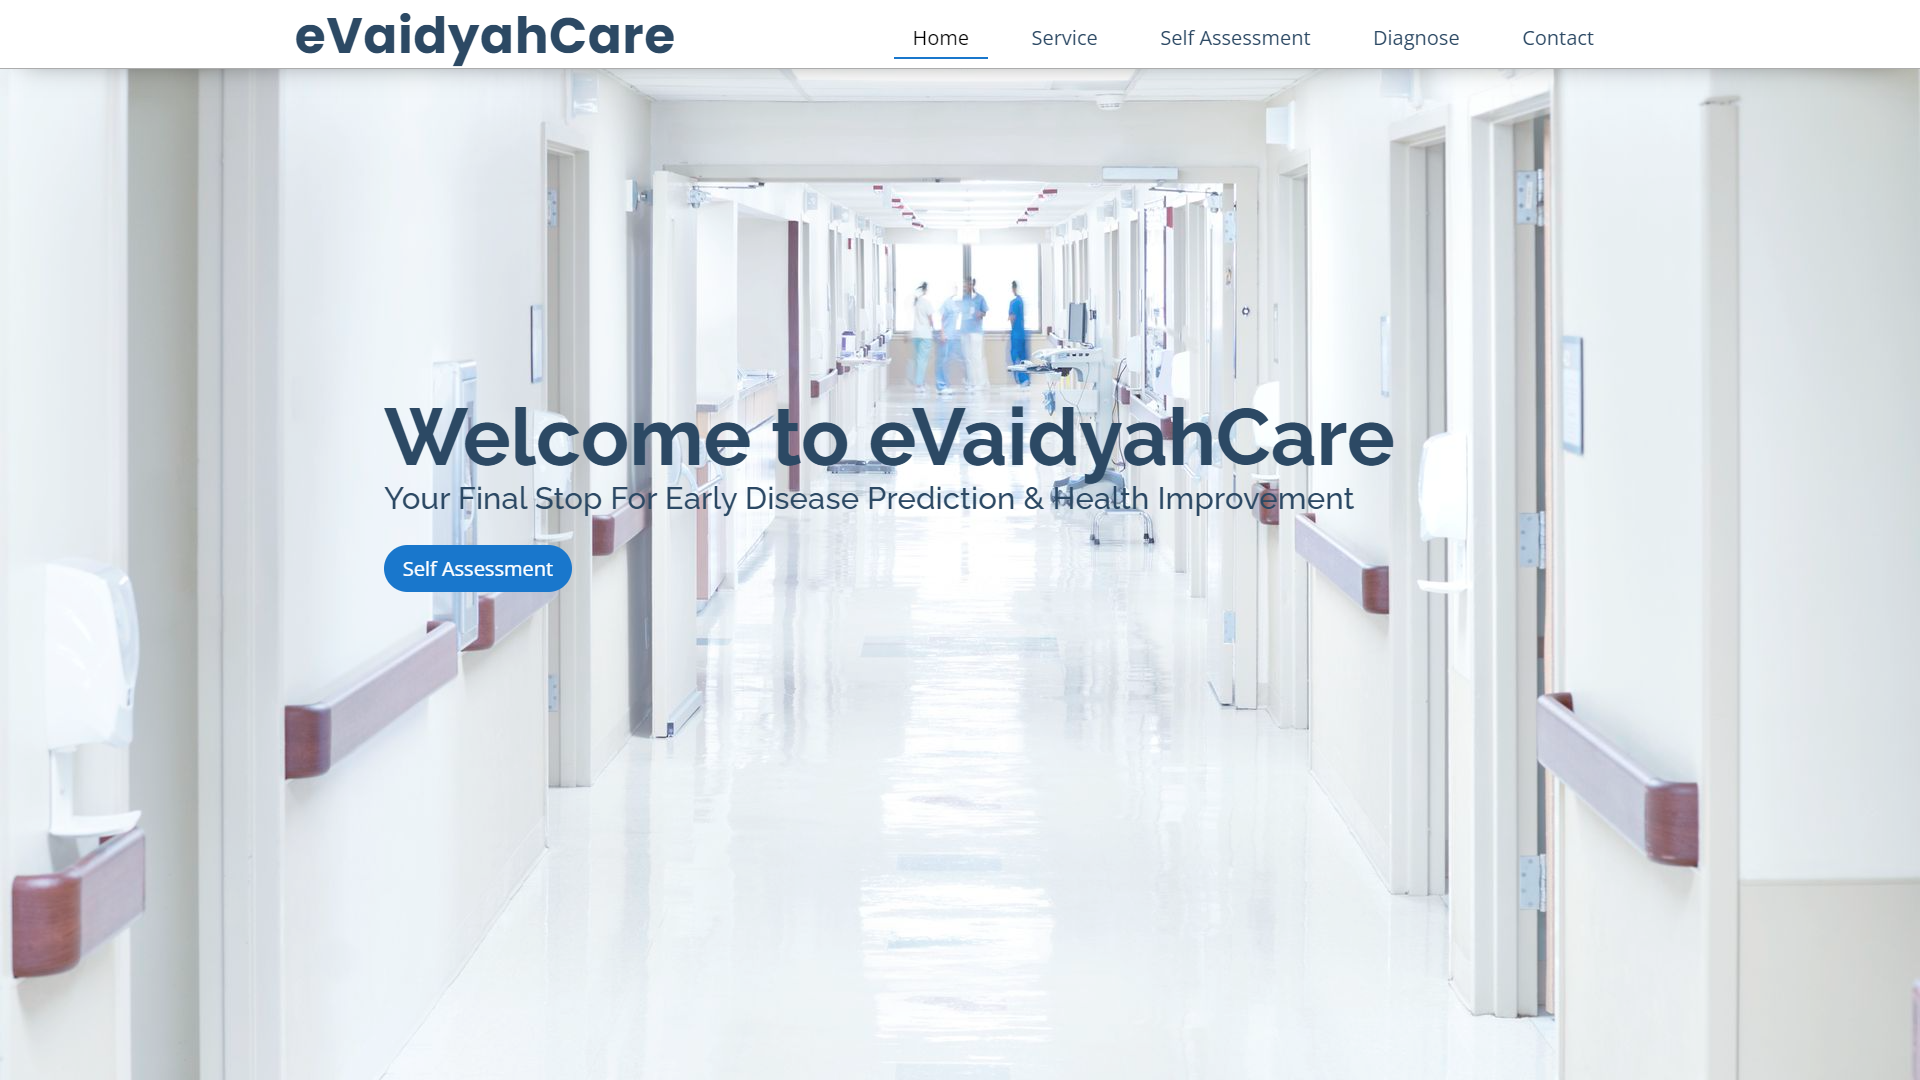 eVaidyahCare
Home Service Self Assessment Diagnose Contact
Welcome to eVaidyahCare
Your Final Stop For Early Disease Prediction & Health Improvement
Self Assessment